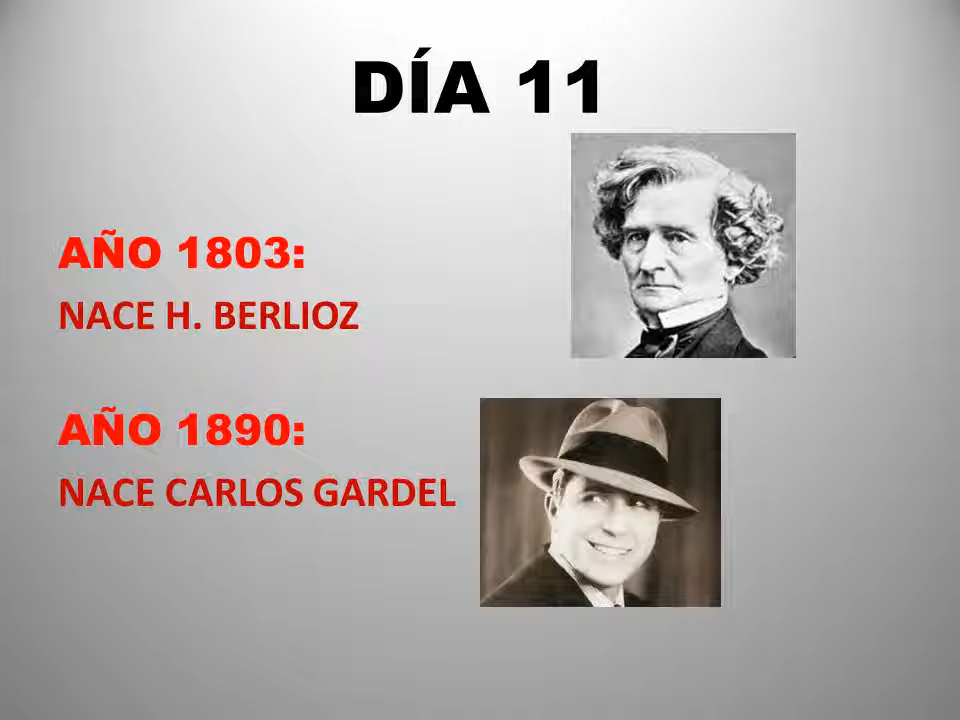 DÍA 11
AÑO 1803:
NACE H. BERLIOZ
AÑO 1890:
NACE CARLOS GARDEL